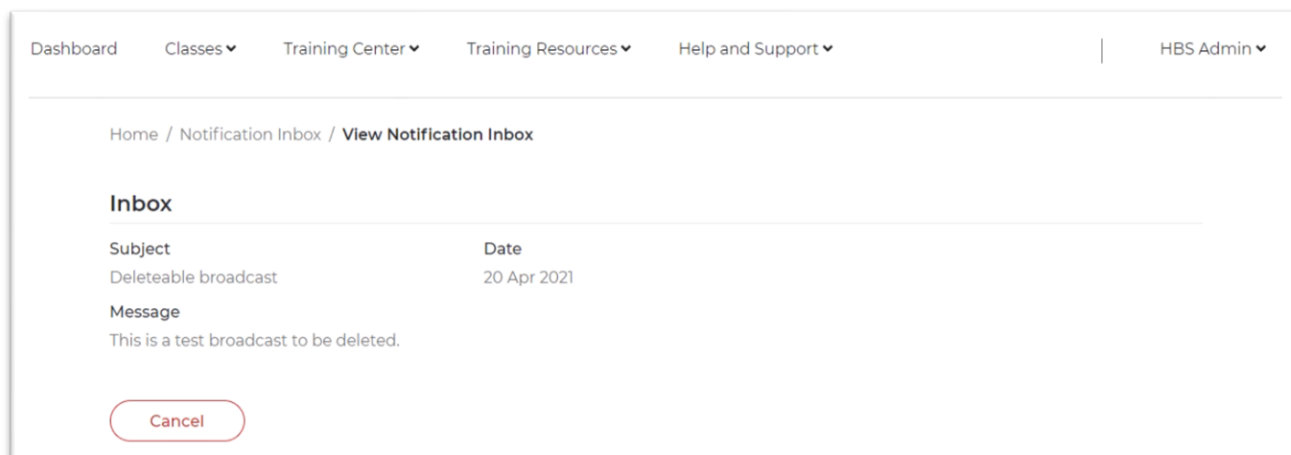 Dashboard Classes Training Center Training Resources Help and Support HBS Admin
Home / Notification Inbox / View Notification Inbox
Inbox
Subject Date
Deleteable broadcast 20 Apr 2021
Message
This is a test broadcast to be deleted.
Cancel